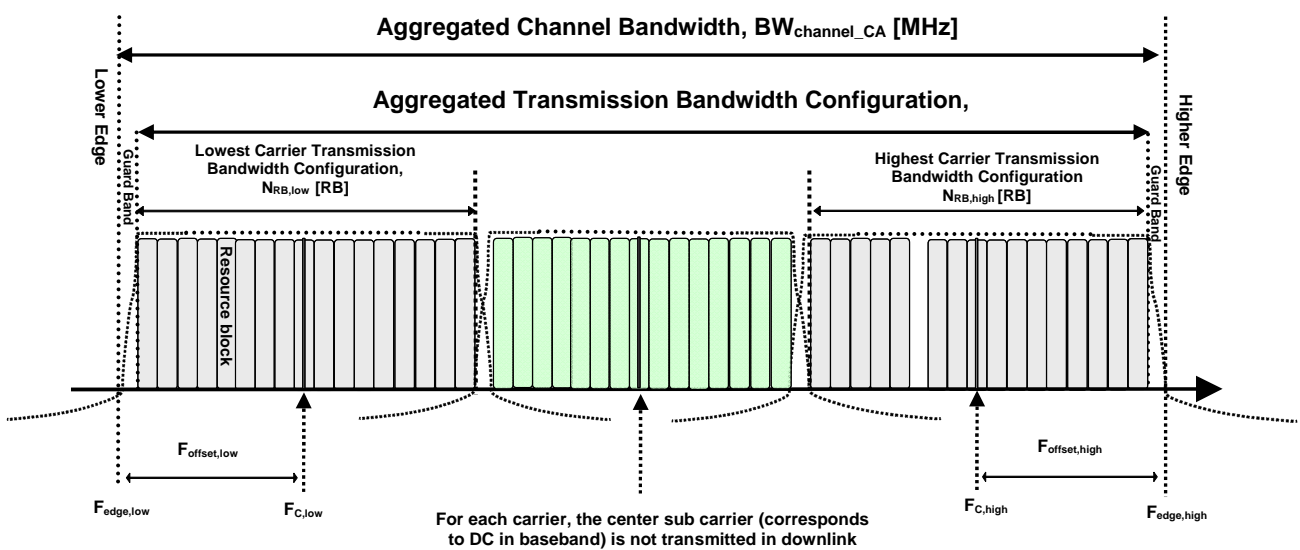 Aggregated Channel Bandwidth, BWchannel_CA [MHz]
Aggregated Transmission Bandwidth Configuration,
Lower Edge
Guard Band
Lowest Carrier Transmission
Bandwidth Configuration,
NRB,low [RB]
Highest Carrier Transmission
Bandwidth Configuration
NRB,high [RB]
Guard Band
Higher Edge
Resource block
Foffset,low
Foffset,high
Fedge,low
FC,low
FC,high
Fedge,high
For each carrier, the center sub carrier (corresponds
to DC in baseband) is not transmitted in downlink